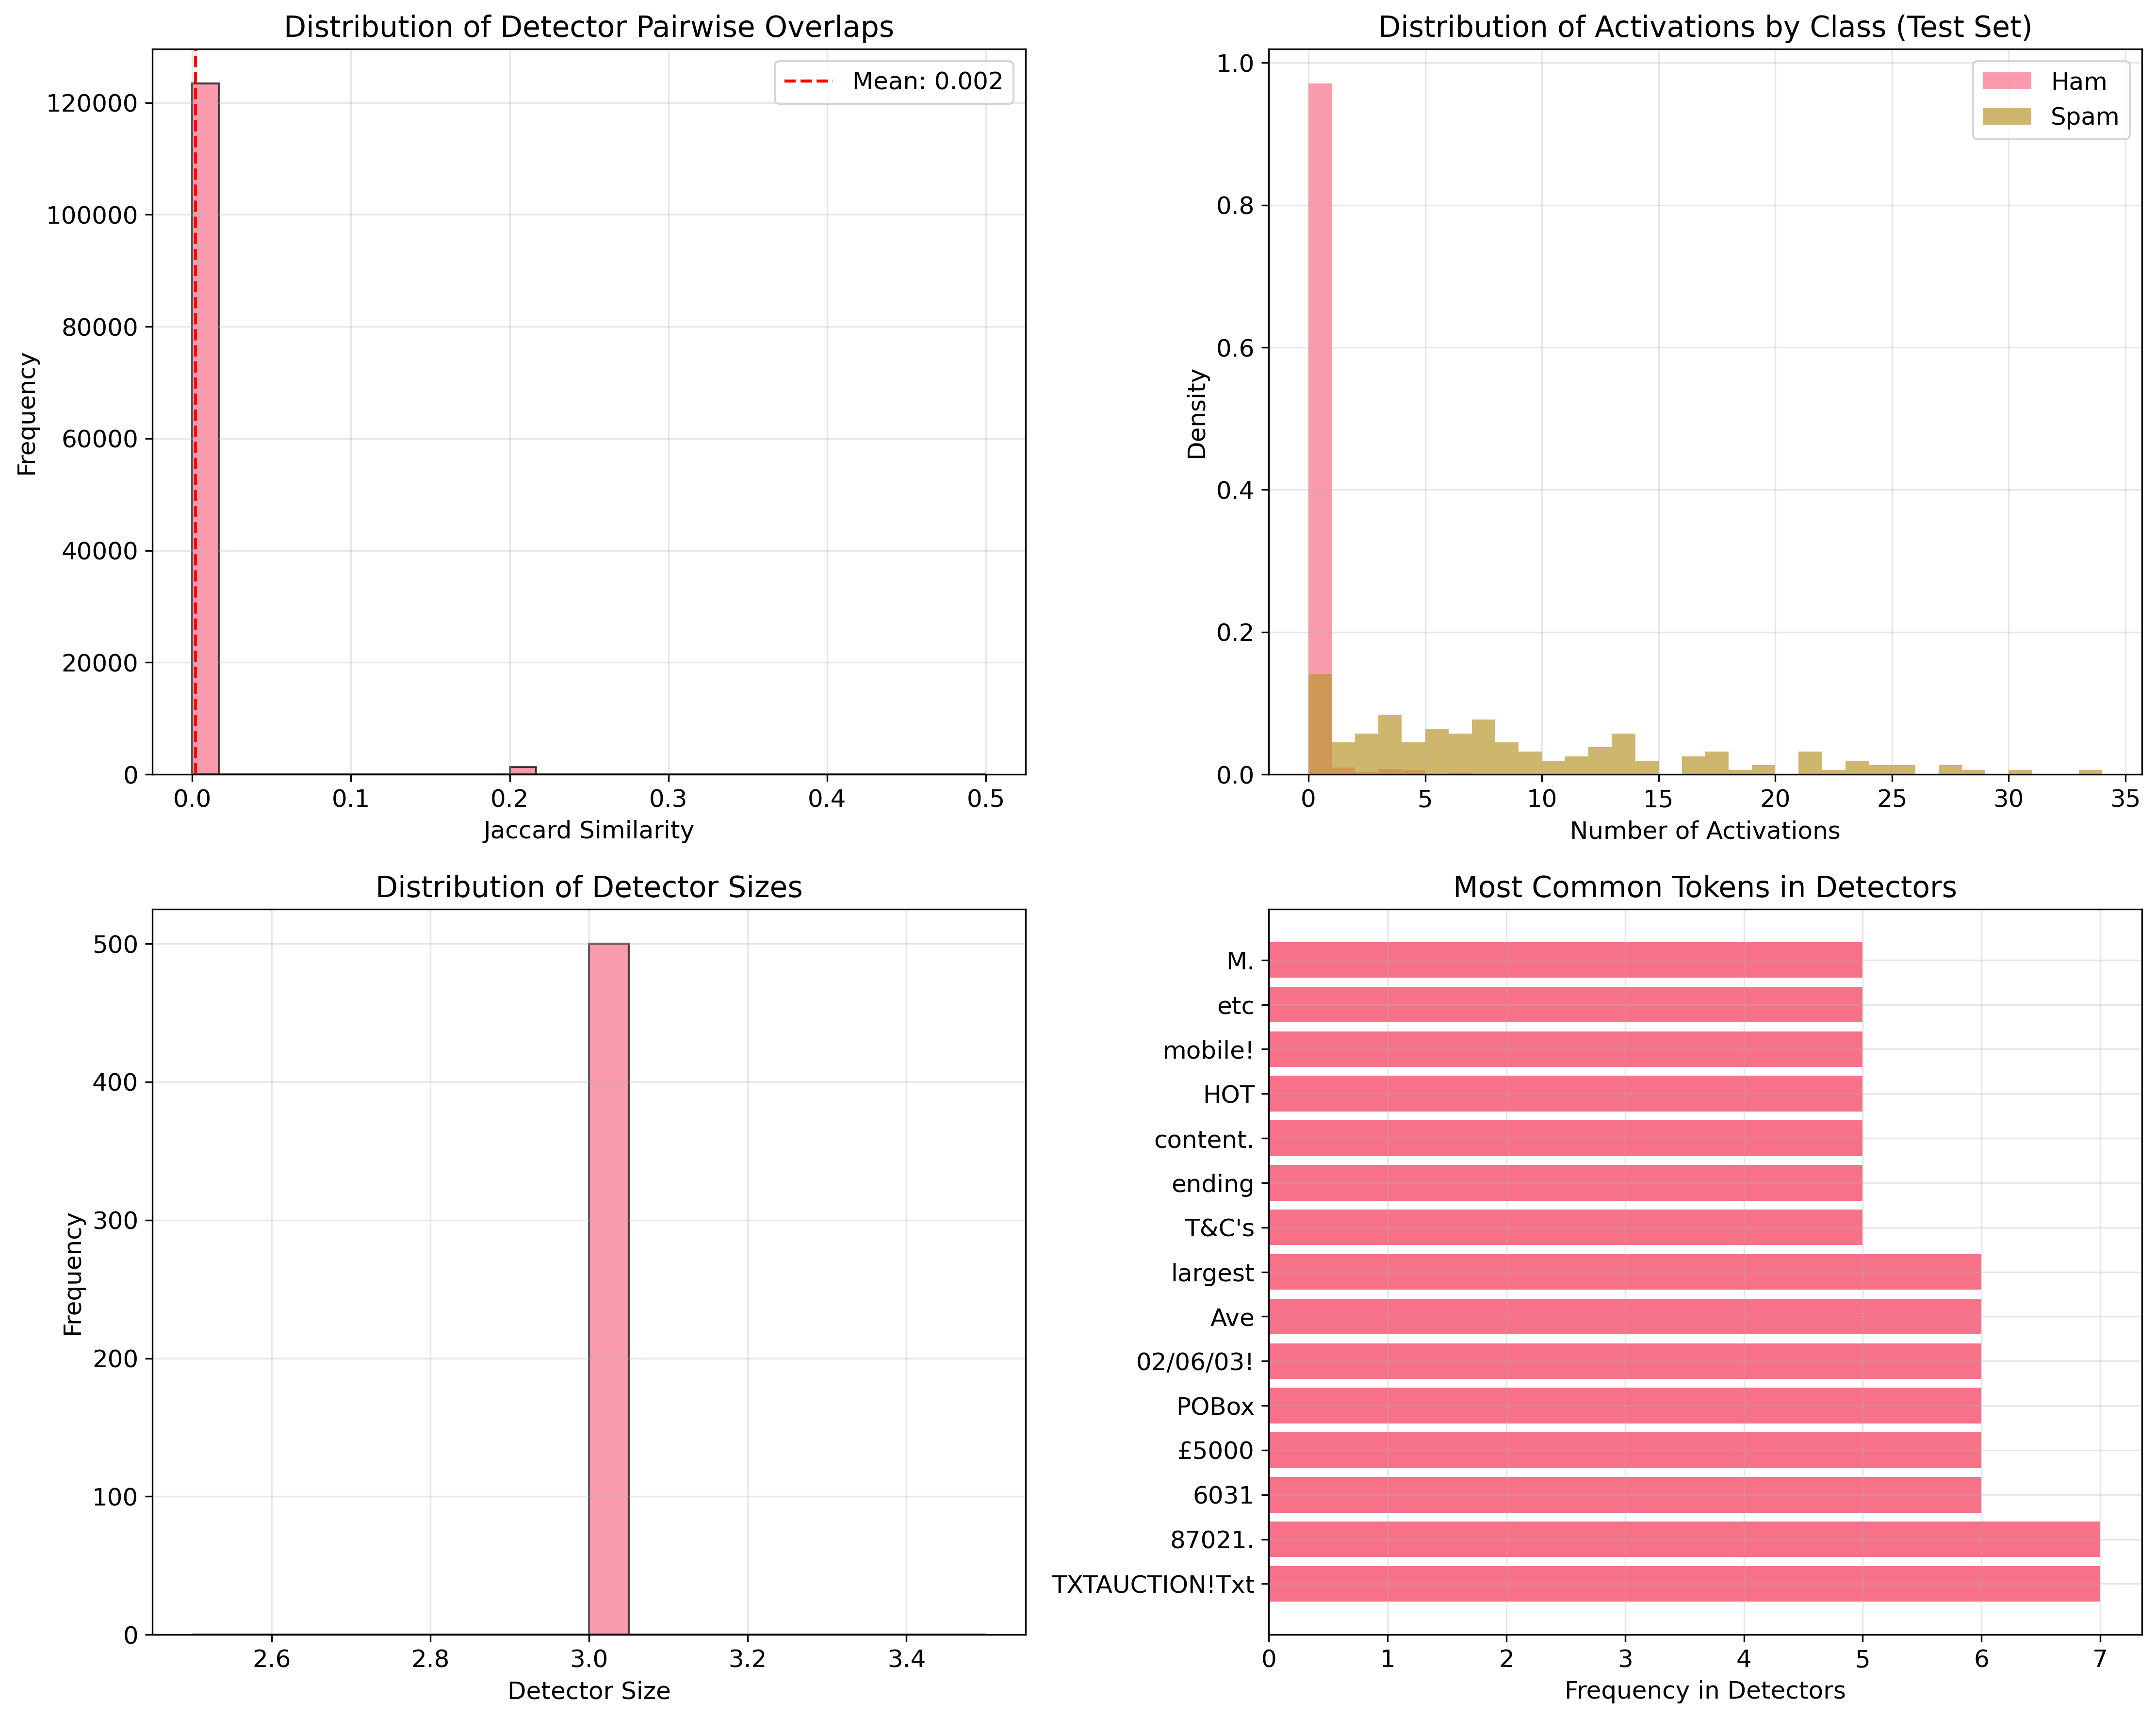 Distribution of Detector Pairwise Overlaps
Mean: 0.002
Frequency
120000
100000
80000
60000
40000
20000
0
0.0 0.1 0.2 0.3 0.4 0.5
Jaccard Similarity
Distribution of Activations by Class (Test Set)
Ham
Spam
Density
1.0
0.8
0.6
0.4
0.2
0.0
0 5 10 15 20 25 30 35
Number of Activations
Distribution of Detector Sizes
Frequency
500
400
300
200
100
0
2.6 2.8 3.0 3.2 3.4
Detector Size
Most Common Tokens in Detectors
M.
etc
mobile!
HOT
content.
ending
T&C's
largest
Ave
02/06/03!
POBox
£5000
6031
87021.
TXTAUCTION!Txt
0 1 2 3 4 5 6 7
Frequency in Detectors